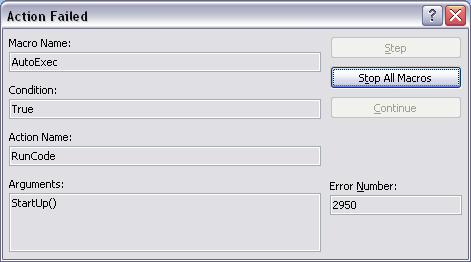 Action Failed
Macro Name:
AutoExec
Step
Stop All Macros
Condition:
True
Continue
Action Name:
RunCode
Arguments:
StartUp()
Error Number:
2950